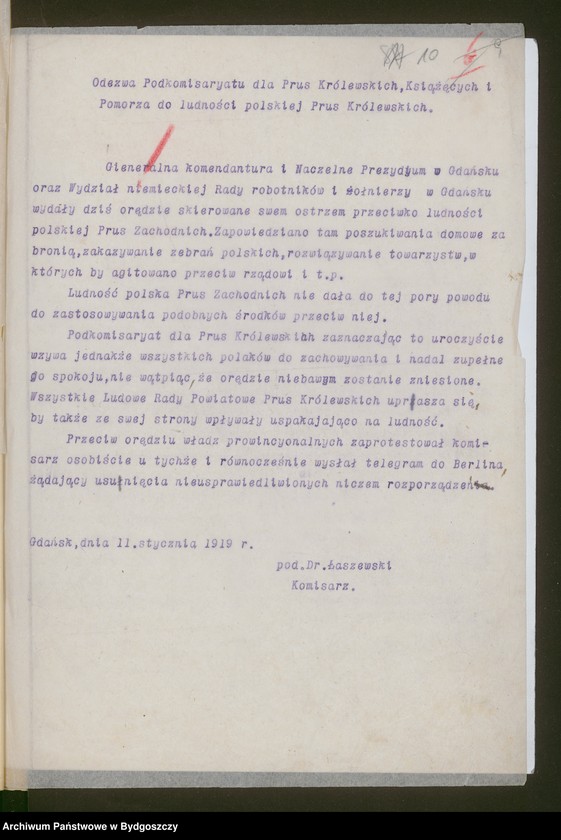 10
Odezwa Podkomisaryatu dla Prus Królewskich,Książęcych i
Pomorza do ludności polskiej Prus Królewskich.
Gieneralna komendantura i Naczelne Prezydyum w Gdańsku
oraz Wydział niemieckiej Rady robotników i żołnierzy w Gdańsku
wydały dziś orędzie skierowane swem ostrzem przeciwko ludności
polskiej Prus Zachodnich.Zapowiedziano tam poszukiwania domowe za
bronią,zakazywanie zebrań polskich,rozwiązywanie towarzystw,w
których by agitowano przeciw rządowi i t.p.
Ludność polska Prus Zachodnich nie dała do tej pory powodu
do zastosowywania podobnych środków przeciw niej.
Podkomisaryat dla Prus Królewskihh zaznaczając to uroczyście
wzywa jednakże wszystkich polaków do zachowywania i nadal zupełne
go spokoju,nie wątpiąc,że orędzie niebawym zostanie zniesione.
Wszystkie Ludowe Rady Powiatowe Prus Królewskich uprasza się,
by także ze swej strony wpływały uspakajająco na ludność.
Przeciw orędziu władz prowincyonalnych zaprotestował komi-
sarz osobiście u tychże i równocześnie wysłał telegram do Berlina,
żądający usunięcia nieusprawiedliwionych niczem rozporządzeń.
Gdańsk,dnia 11.stycznia 1919 r.
pod.Dr.Łaszewski
Komisarz.
Archiwum Państwowe w Bydgoszczy